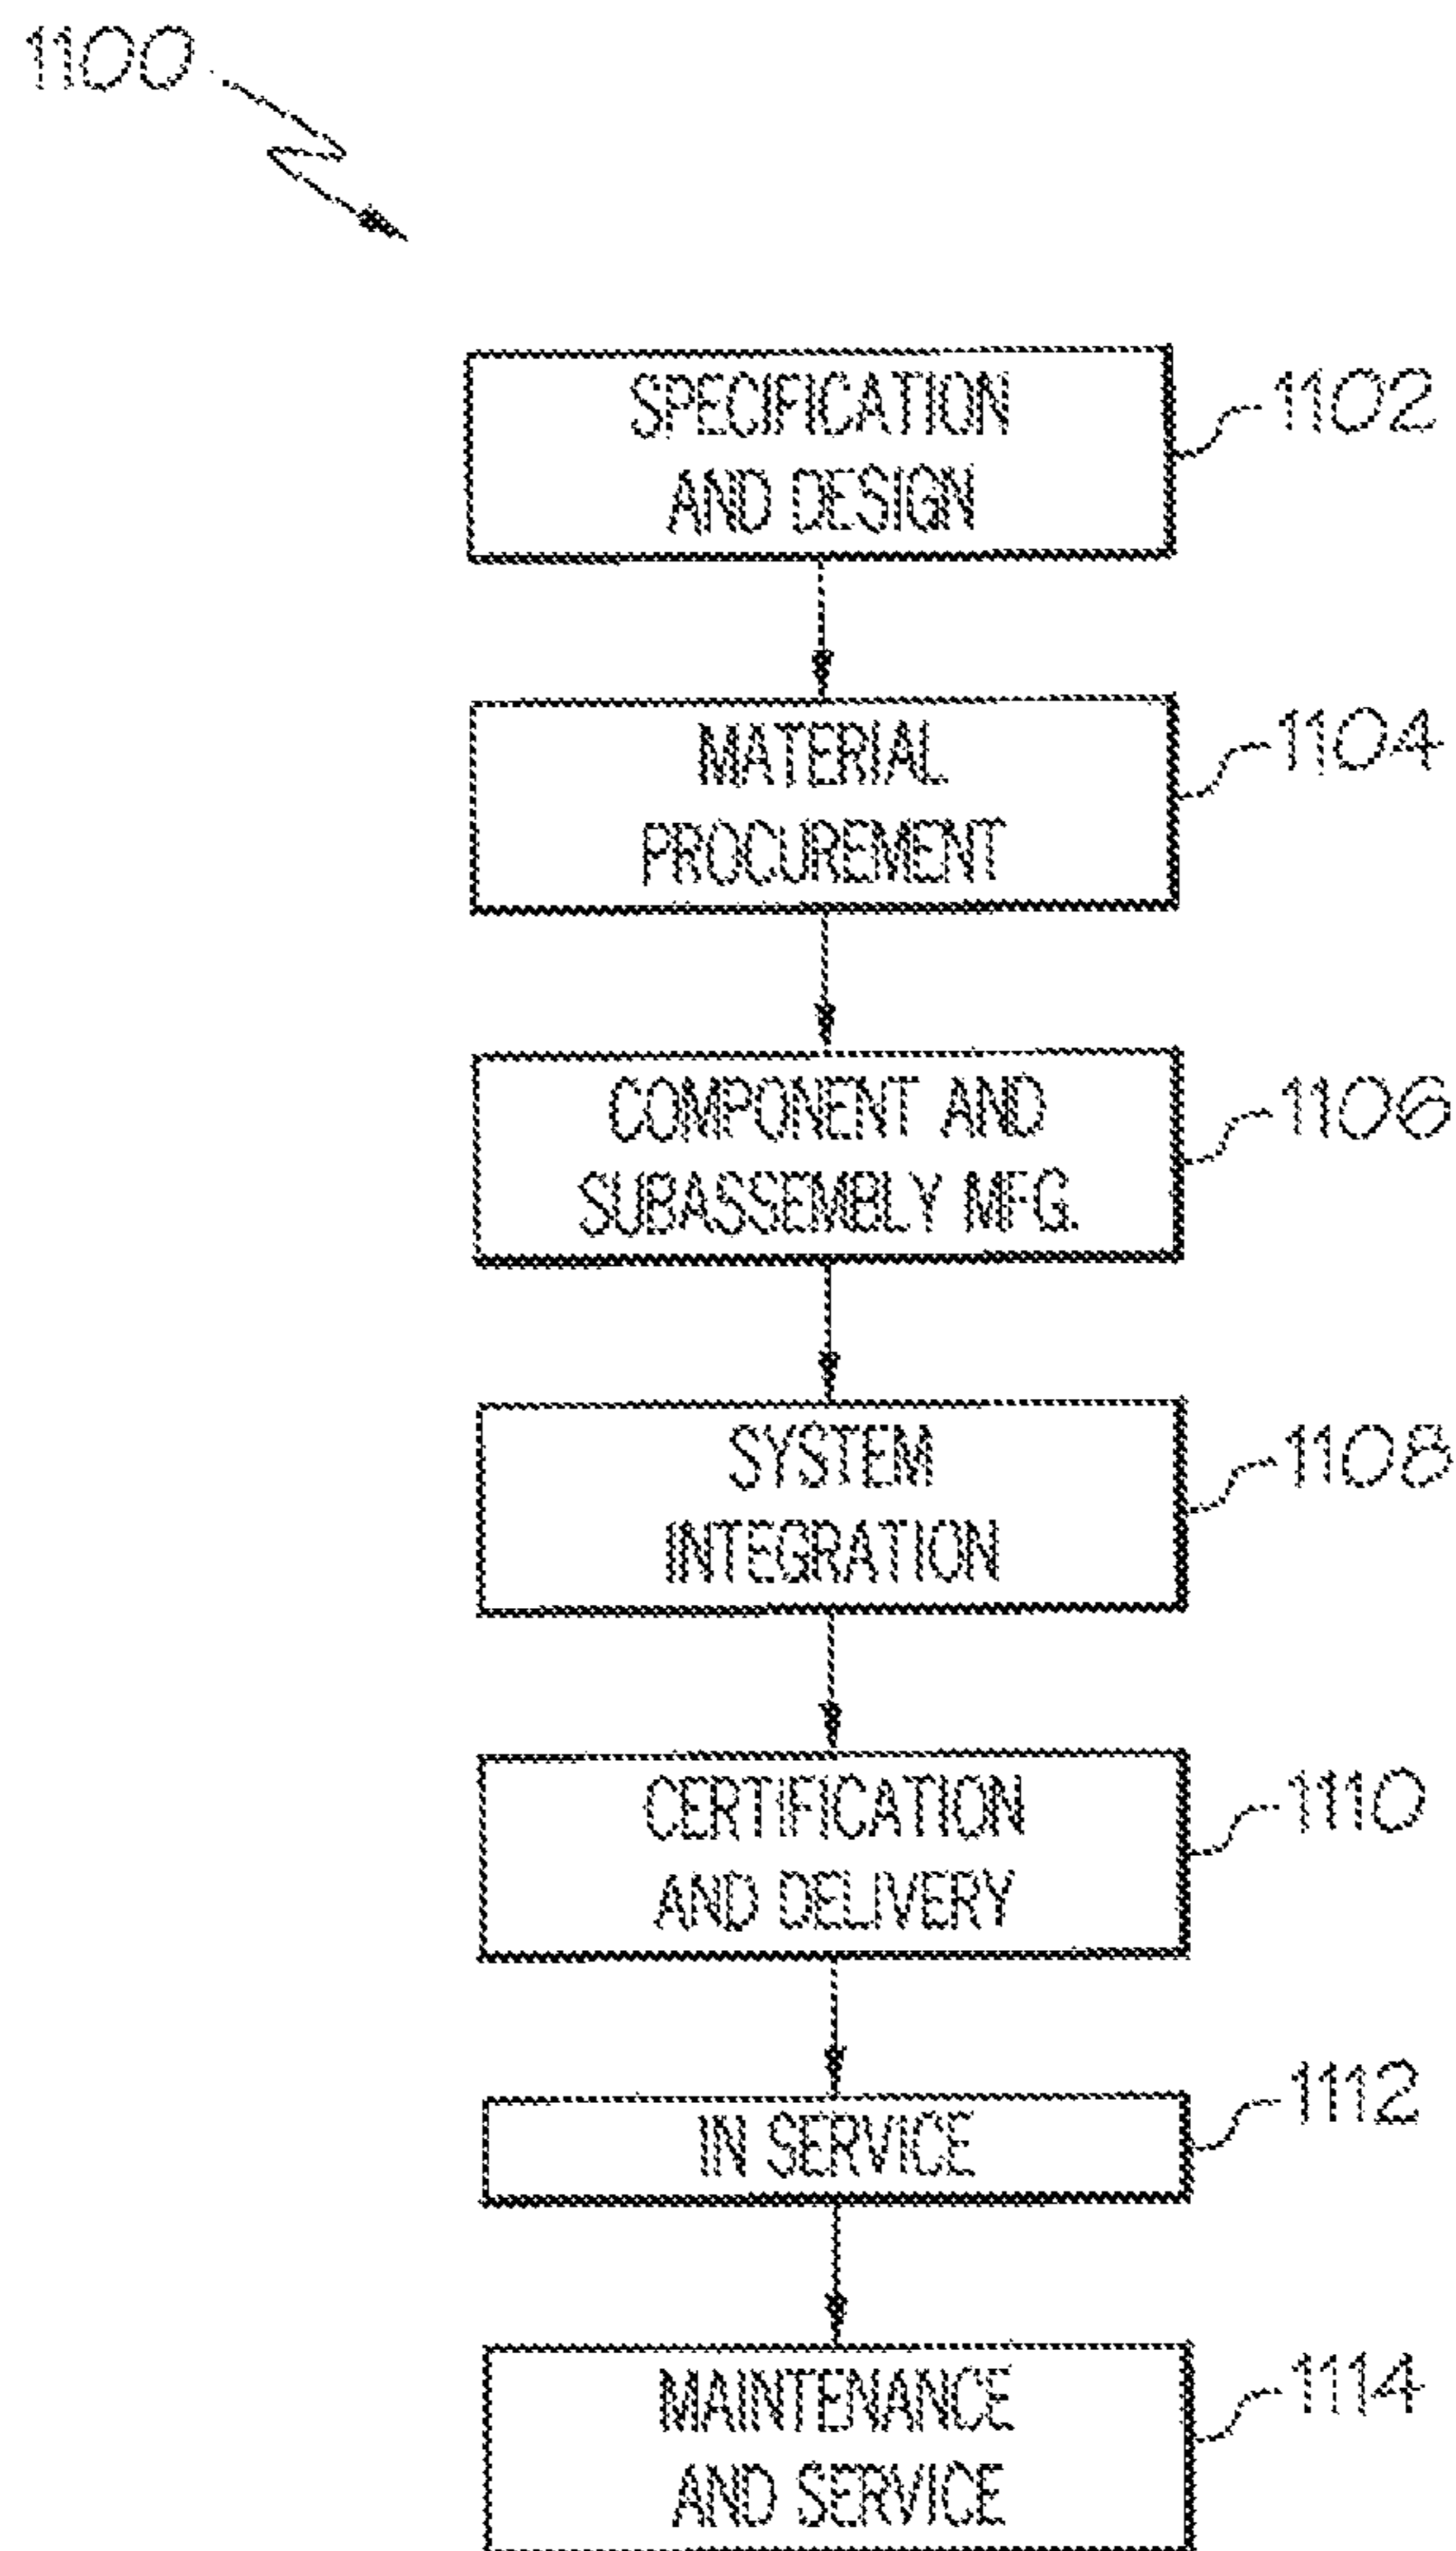 1100
SPECIFICATION
AND DESIGN
1102
MATERIAL
PROCUREMENT
1104
COMPONENT AND
SUBASSEMBLY MFG.
1106
SYSTEM
INTEGRATION
1108
CERTIFICATION
AND DELIVERY
1110
IN SERVICE
1112
MAINTENANCE
AND SERVICE
1114